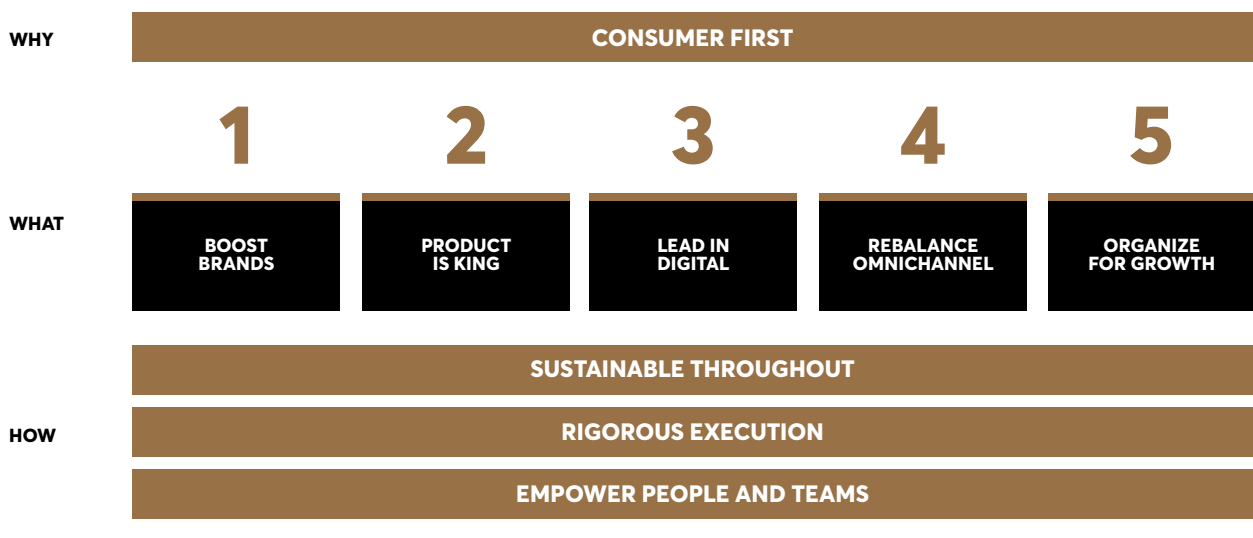 WHY
CONSUMER FIRST
1
2
3
4
5
WHAT
BOOST
BRANDS
PRODUCT
IS KING
LEAD IN
DIGITAL
REBALANCE
OMNICHANNEL
ORGANIZE
FOR GROWTH
HOW
SUSTAINABLE THROUGHOUT
RIGOROUS EXECUTION
EMPOWER PEOPLE AND TEAMS